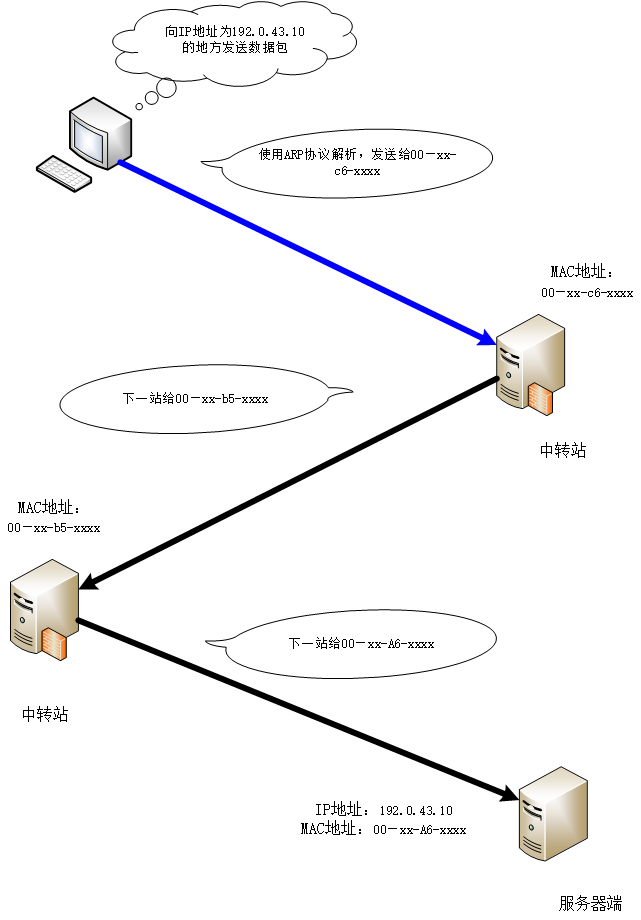 向IP地址为192.0.43.10
的地方发送数据包
使用ARP协议解析，发送给00－xx-
c6-xxxx
MAC地址：
00－xx-c6-xxxx
下一站给00－xx-b5-xxxx
中转站
MAC地址：
00－xx-b5-xxxx
下一站给00－xx-A6-xxxx
中转站
IP地址：192.0.43.10
MAC地址：00－xx-A6-xxxx
服务器端